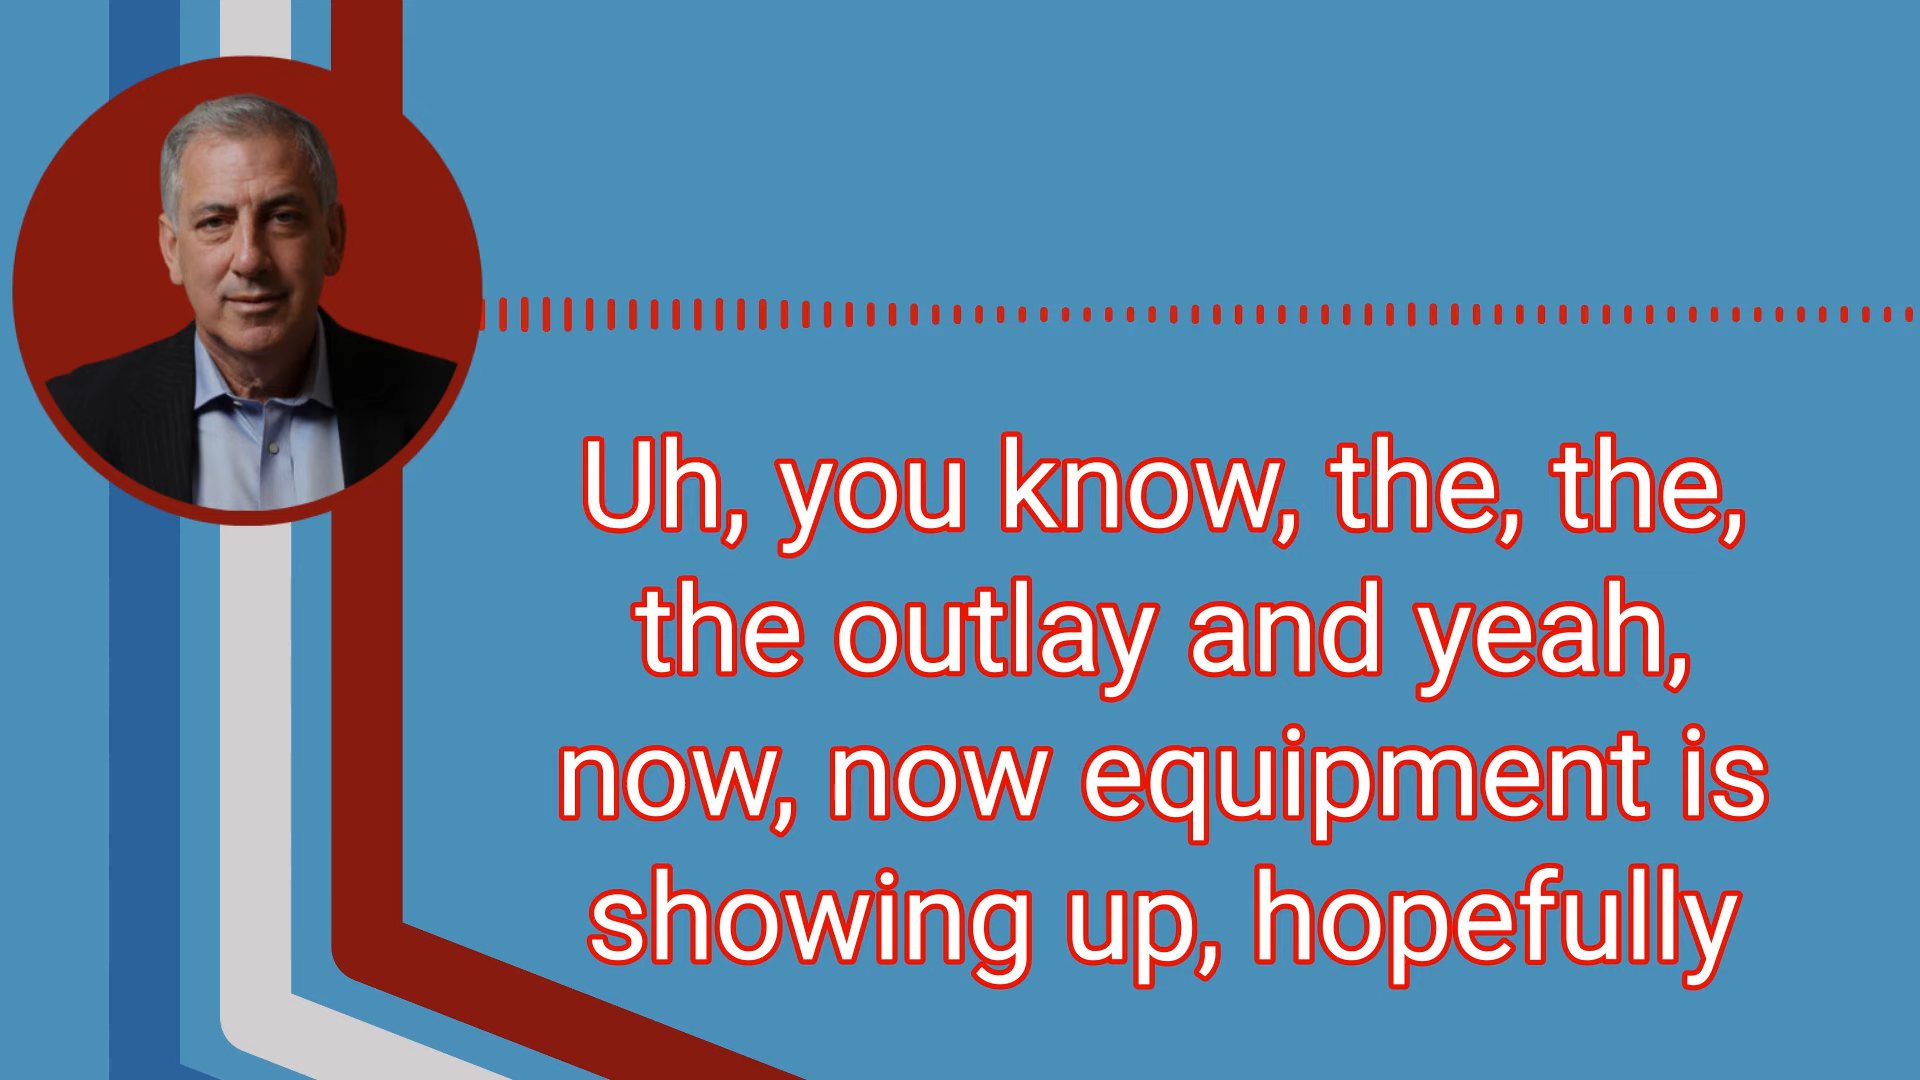 Uh, you know, the, the,
the outlay and yeah,
now, now equipment is
showing up, hopefully